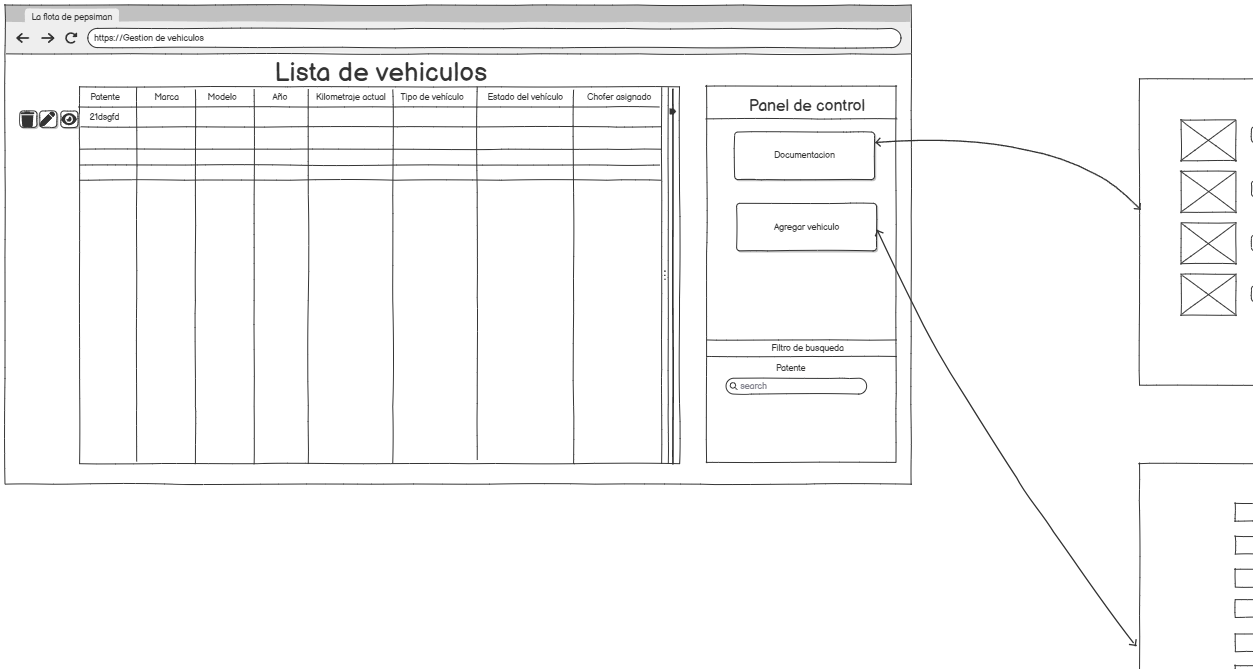 La flota de pepsiman
https://Gestion de vehiculos
Lista de vehiculos
Patente Marca Modelo Año Kilometraje actual Tipo de vehículo Estado del vehículo Chofer asignado
21dsgfd
Panel de control
Documentacion
Agregar vehiculo
Filtro de busqueda
Patente
search